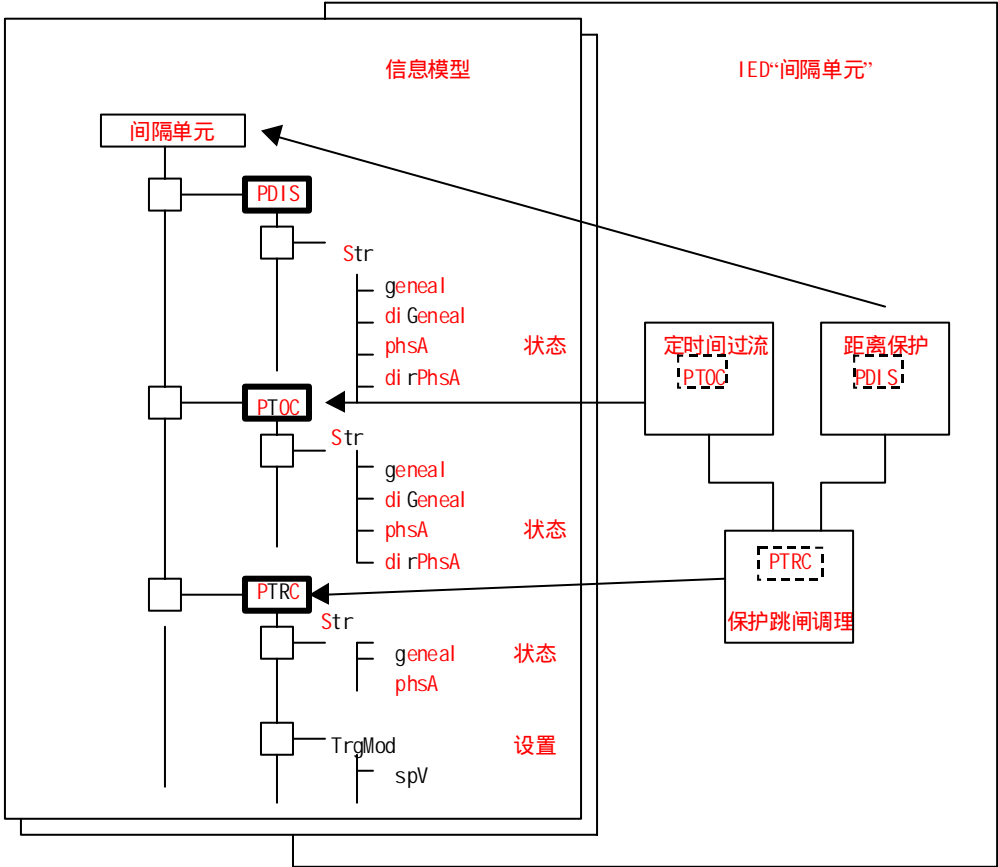 信息模型
IED“间隔单元”
间隔单元
PDIS
Str
geneal
diGeneal
phsA
状态
dirPhsA
定时间过流
PTOC
距离保护
PDIS
PTOC
Str
geneal
diGeneal
phsA
状态
dirPhsA
PTRC
保护跳闸调理
PTRC
Str
geneal
状态
phsA
TrgMod
设置
spV